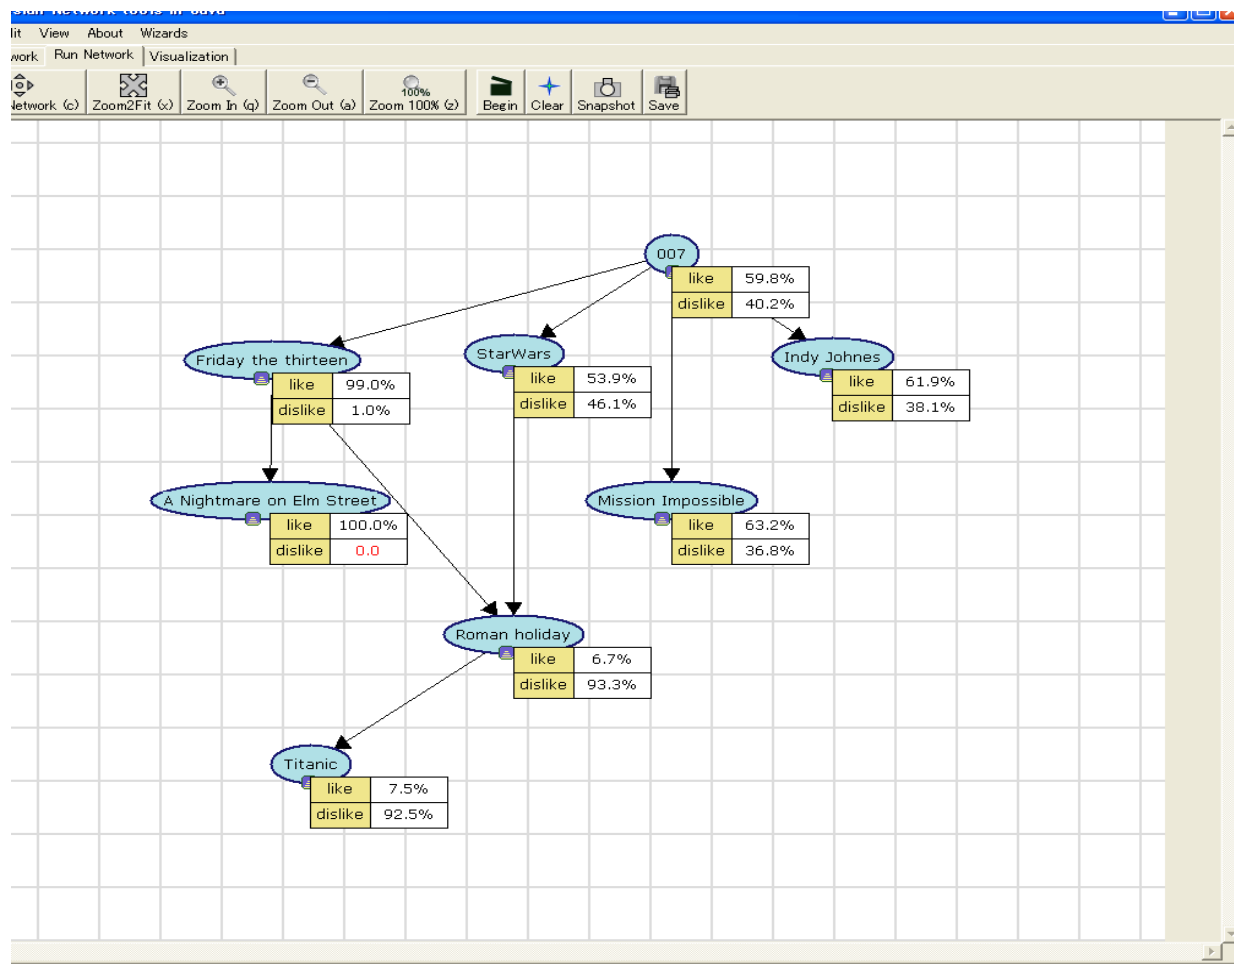 View About Wizards
Run Network Visualization
Zoom2Fit (x) Zoom In (q) Zoom Out (a) 100% Zoom 100% (z) Begin Clear Snapshot Save
007
like 59.8%
dislike 40.2%
Friday the thirteen
like 99.0%
dislike 1.0%
StarWars
like 53.9%
dislike 46.1%
Indy Johnes
like 61.9%
dislike 38.1%
A Nightmare on Elm Street
like 100.0%
dislike 0.0
Mission Impossible
like 63.2%
dislike 36.8%
Roman holiday
like 6.7%
dislike 93.3%
Titanic
like 7.5%
dislike 92.5%